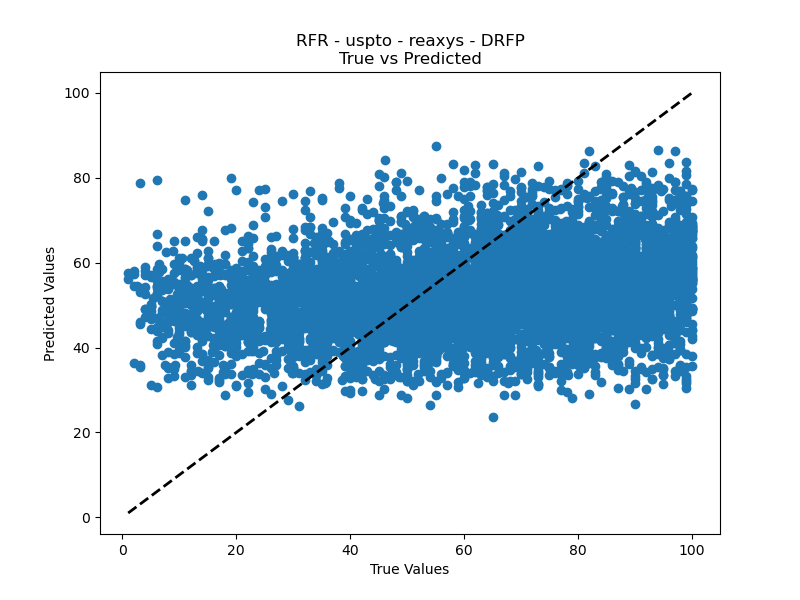 RFR - uspto - reaxys - DRFP
True vs Predicted
100
80
60
40
20
0
Predicted Values
0 20 40 60 80 100
True Values